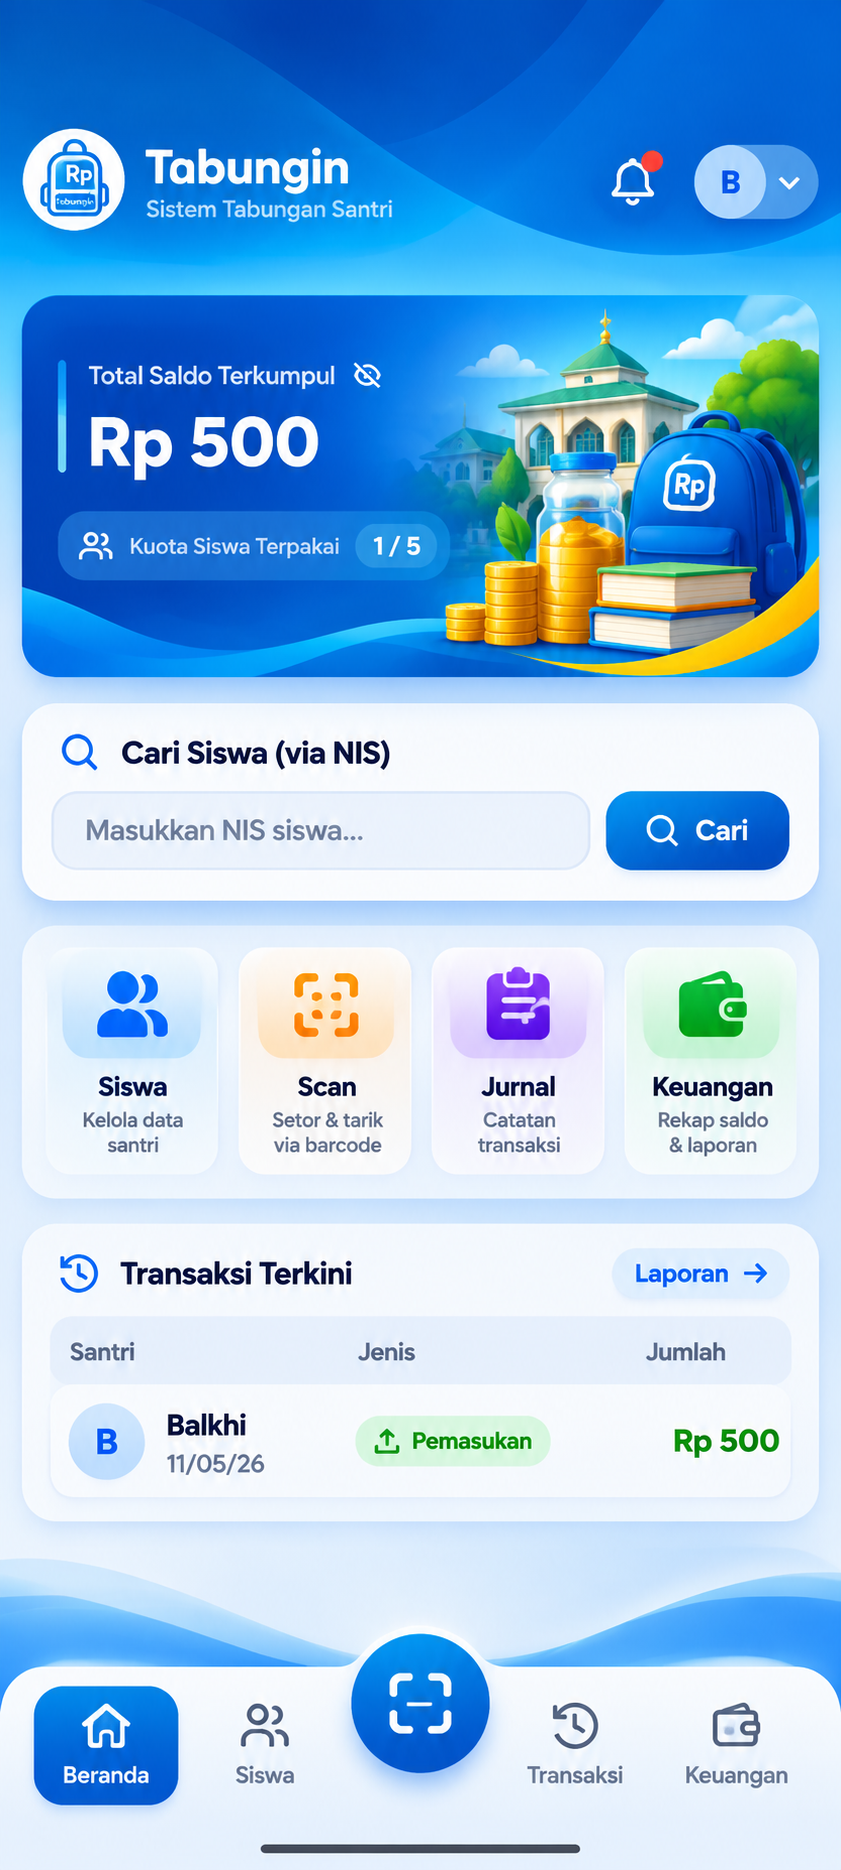 Rp
Tabungin
Tabungin
Sistem Tabungan Santri
B
Total Saldo Terkumpul
Rp 500
Kuota Siswa Terpakai
1 / 5
Rp
Cari Siswa (via NIS)
Masukkan NIS siswa...
Cari
Siswa
Kelola data
santri
Scan
Setor & tarik
via barcode
Jurnal
Catatan
transaksi
Keuangan
Rekap saldo
& laporan
Transaksi Terkini
Laporan
Santri Jenis Jumlah
B
Balkhi
11/05/26
Pemasukan
Rp 500
Beranda
Siswa
Transaksi
Keuangan